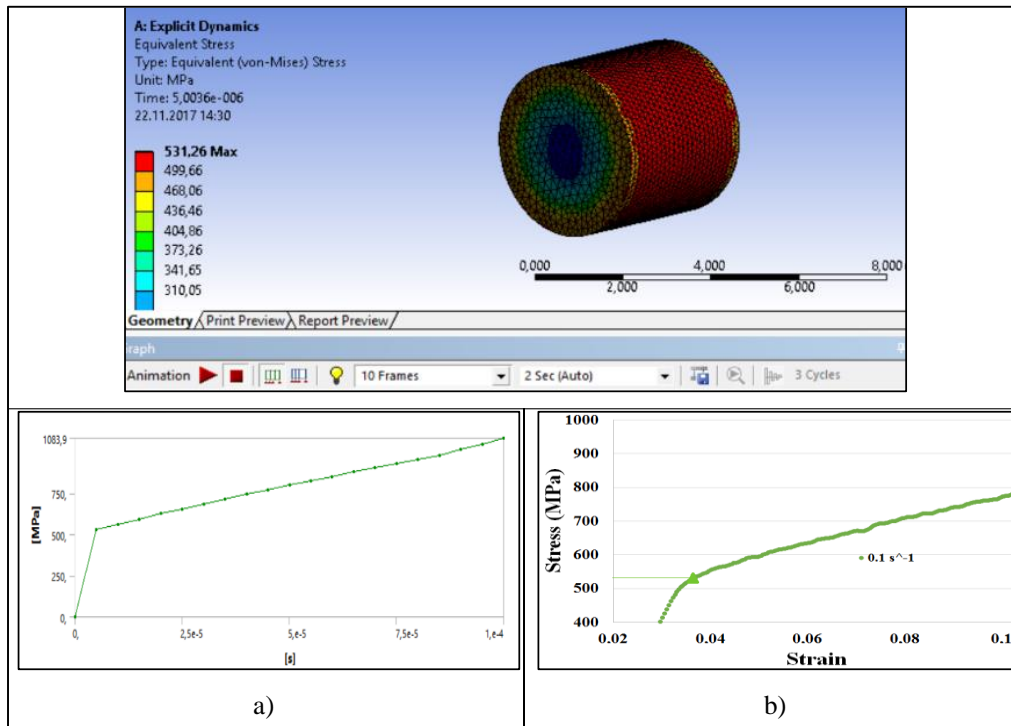 A: Explicit Dynamics
Equivalent Stress
Type: Equivalent (von-Mises) Stress
Unit: MPa
Time: 5,0036e-006
22.11.2017 14:30
531,26 Max
499,66
468,06
436,46
404,86
373,26
341,65
310,05
0,000 4,000 8,000
2,000 6,000
Geometry Print Preview Report Preview
Animation 10 Frames 2 Sec (Auto) 3 Cycles
1083,9
750,
500,
250,
0,
[MPa]
0, 2,5e-5 5,e-5 7,5e-5 1,e-4
[s]
a)
1000
900
800
700
600
500
400
Stress (MPa)
0.1 s^-1
0.02 0.04 0.06 0.08 0.1
Strain
b)